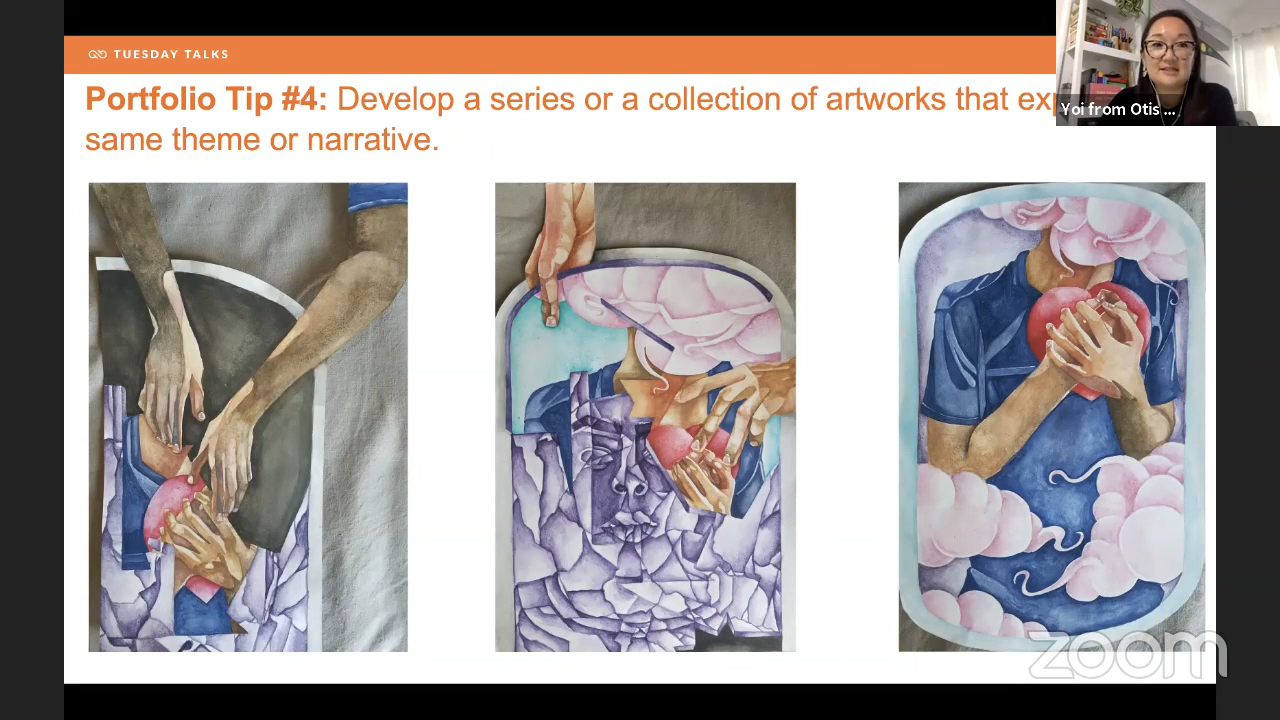 TUESDAY TALKS
Portfolio Tip #4: Develop a series or a collection of artworks that
same theme or narrative.
Yoi from Otis ...
zoom